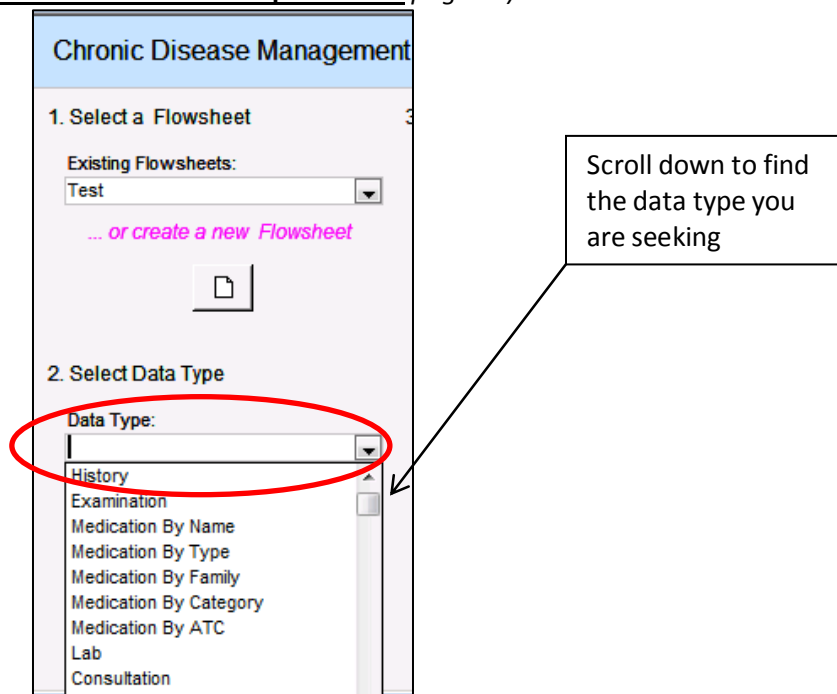 Chronic Disease Management
1. Select a Flowsheet
3
Existing Flowsheets:
Test
... or create a new Flowsheet
Scroll down to find
the data type you
are seeking
2. Select Data Type
Data Type:
History
Examination
Medication By Name
Medication By Type
Medication By Family
Medication By Category
Medication By ATC
Lab
Consultation